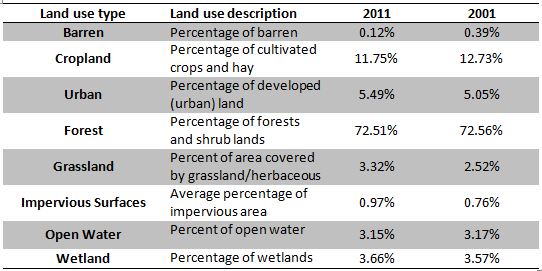 Land use type Land use description 2011 2001
Barren Percentage of barren 0.12% 0.39%
Cropland Percentage of cultivated crops and hay 11.75% 12.73%
Urban Percentage of developed (urban) land 5.49% 5.05%
Forest Percentage of forests and shrub lands 72.51% 72.56%
Grassland Percent of area covered by grassland/herbaceous 3.32% 2.52%
Impervious Surfaces Average percentage of impervious area 0.97% 0.76%
Open Water Percent of open water 3.15% 3.17%
Wetland Percentage of wetlands 3.66% 3.57%